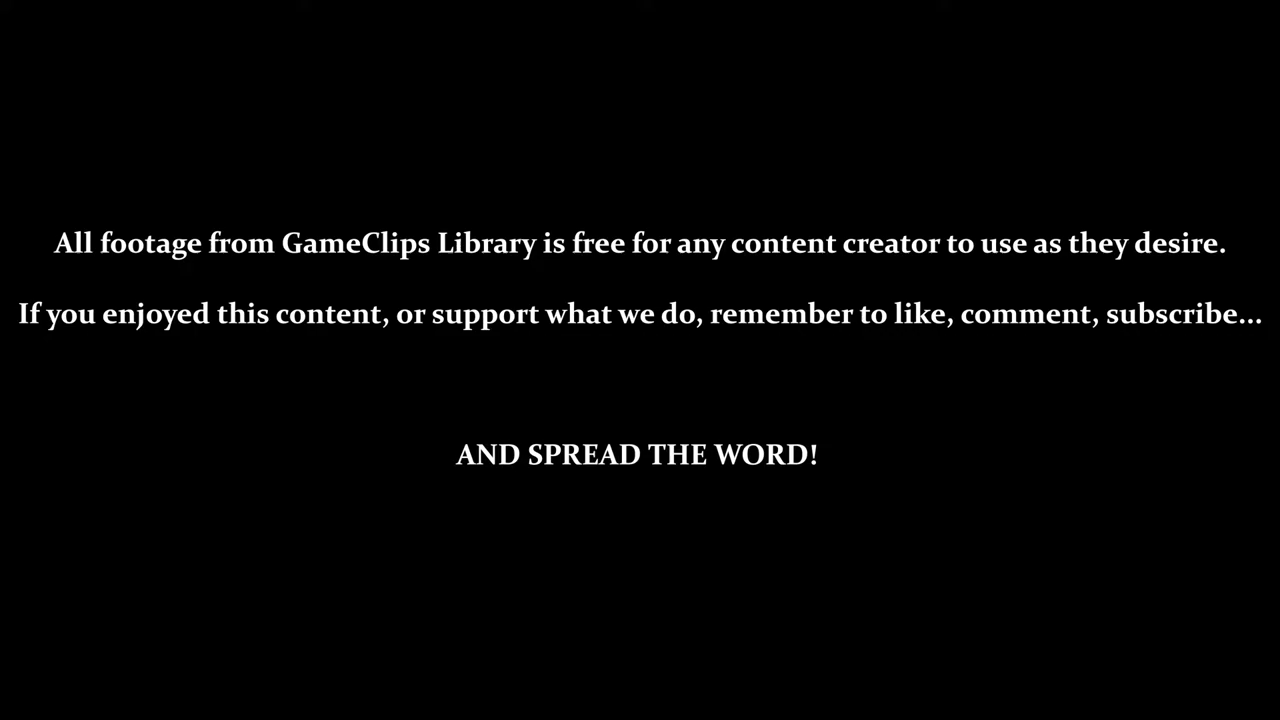 All footage from GameClips Library is free for any content creator to use as they desire.
If you enjoyed this content, or support what we do, remember to like, comment, subscribe...
AND SPREAD THE WORD!